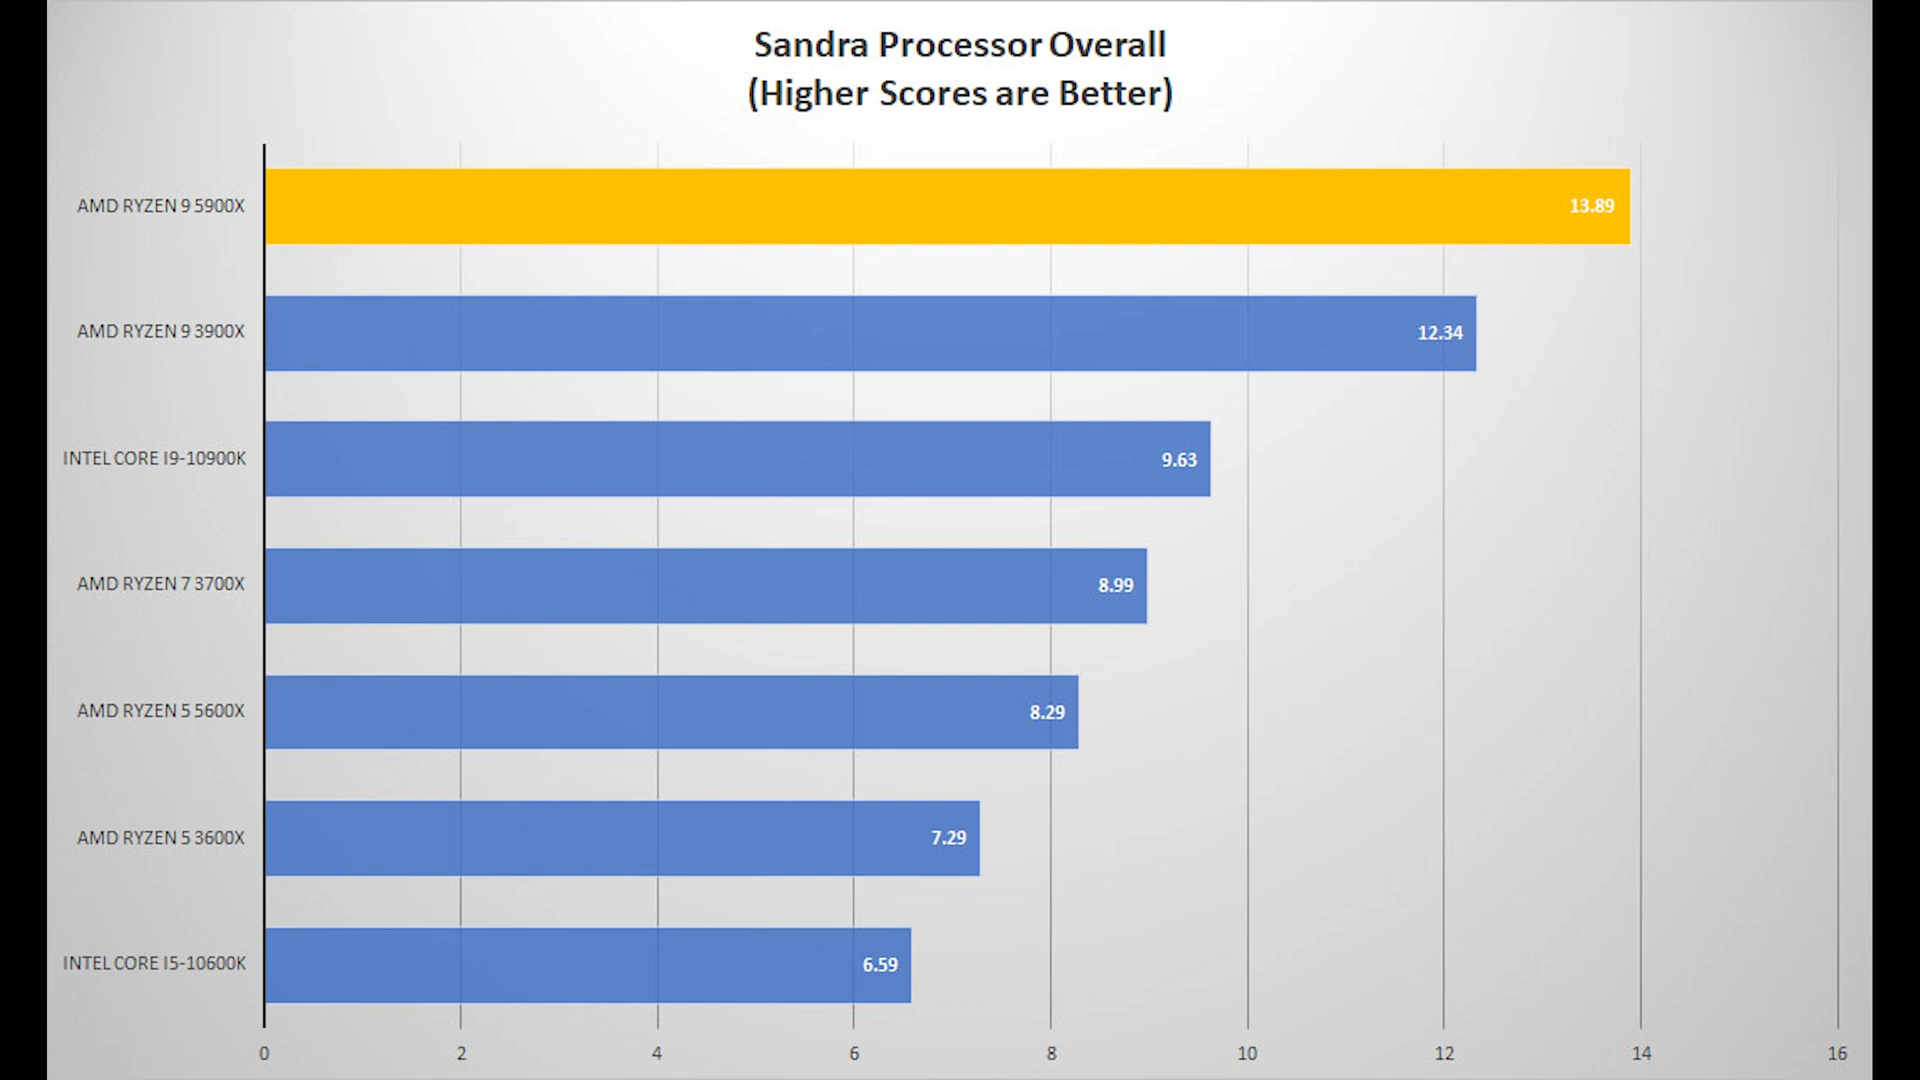 Sandra Processor Overall
(Higher Scores are Better)
AMD RYZEN 9 5900X
13.89
AMD RYZEN 9 3900X
12.34
INTEL CORE I9-10900K
9.63
AMD RYZEN 7 3700X
8.99
AMD RYZEN 5 5600X
8.29
AMD RYZEN 5 3600X
7.29
INTEL CORE I5-10600K
6.59
0 2 4 6 8 10 12 14 16